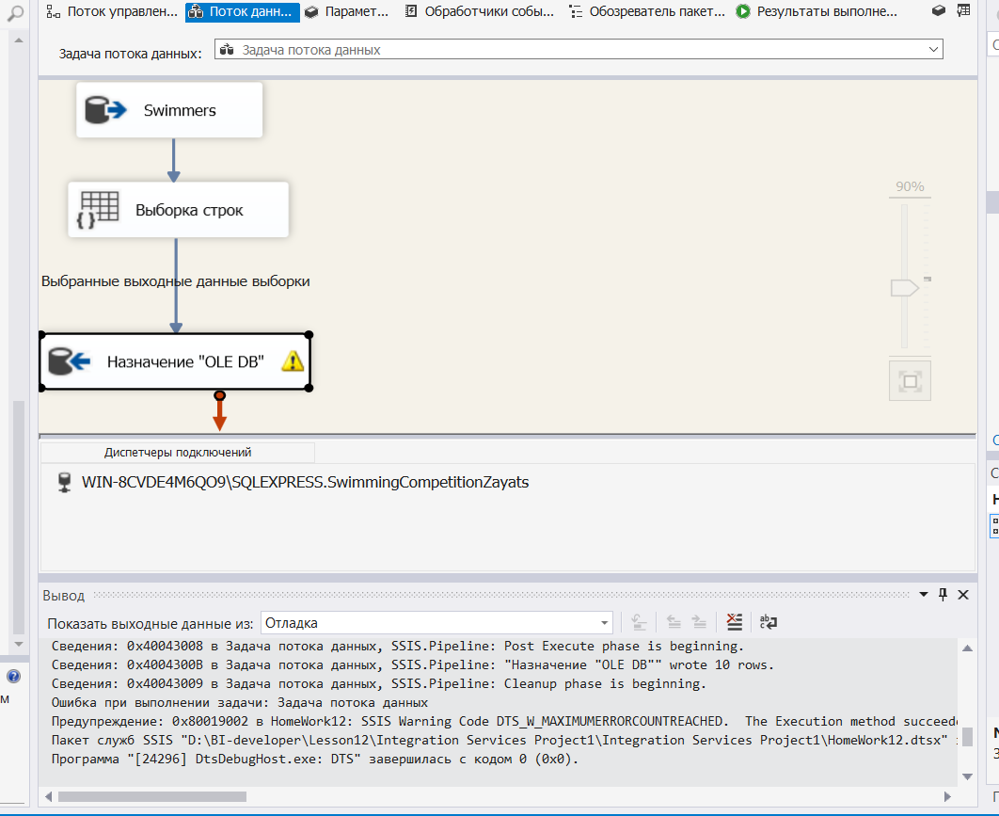 Поток управлен...
Поток данн...
Парамет...
Обработчики собы...
Обозреватель пакет...
Результаты выполне...
Задача потока данных:
Задача потока данных
Swimmers
90%
Выборка строк
Выбранные выходные данные выборки
Назначение "OLE DB"
Диспетчеры подключений
WIN-8CVDE4M6QO9\SQLEXPRESS.SwimmingCompetitionZayats
Вывод
Показать выходные данные из:
Отладка
Сведения: 0x40043008 в Задача потока данных, SSIS.Pipeline: Post Execute phase is beginning.
Сведения: 0x4004300B в Задача потока данных, SSIS.Pipeline: "Назначение "OLE DB"" wrote 10 rows.
Сведения: 0x40043009 в Задача потока данных, SSIS.Pipeline: Cleanup phase is beginning.
Ошибка при выполнении задачи: Задача потока данных
Предупреждение: 0x80019002 в HomeWork12: SSIS Warning Code DTS_W_MAXIMUMERRORCOUNTREACHED.  The Execution method succeede
Пакет служб SSIS "D:\BI-developer\Lesson12\Integration Services Project1\Integration Services Project1\HomeWork12.dtsx"
Программа "[24296] DtsDebugHost.exe: DTS" завершилась с кодом 0 (0x0).